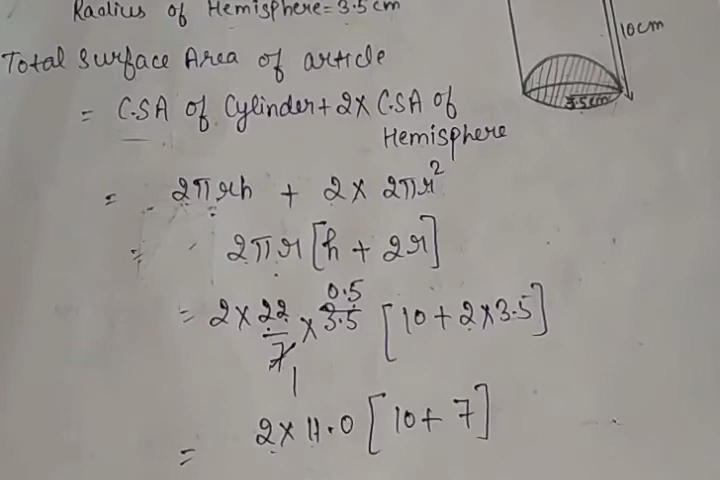 Radius of Hemisphere = 3.5cm
10cm
Total Surface Area of article
3.5cm
= C.S.A of Cylinder + 2 × C.S.A of
Hemisphere
= 2πrh + 2 × 2πr²
= 2πr [h + 2r]
0.5
= 2 × 22/7 × 3.5 [10 + 2 × 3.5]
1
= 2 × 11.0 [10 + 7]